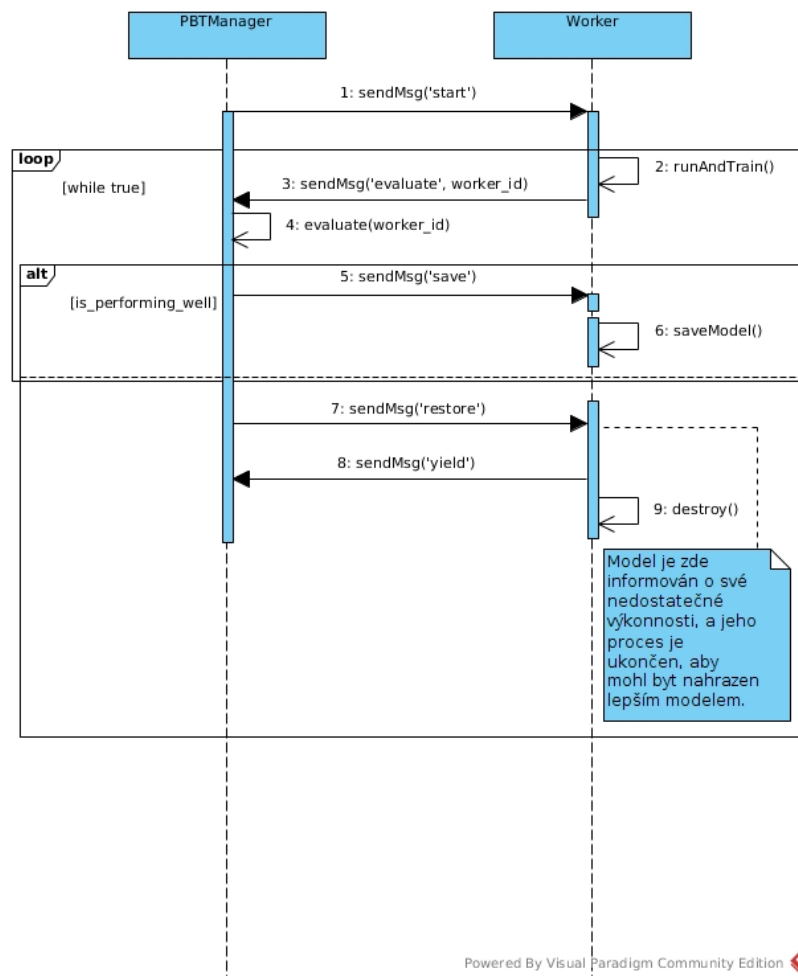 PBTManager
Worker
1: sendMsg('start')
loop
[while true]
2: runAndTrain()
3: sendMsg('evaluate', worker_id)
4: evaluate(worker_id)
alt
5: sendMsg('save')
[is_performing_well]
6: saveModel()
7: sendMsg('restore')
8: sendMsg('yield')
9: destroy()
Model je zde
informován o své
nedostatečné
výkonnosti, a jeho
proces je
ukončen, aby
mohl byt nahrazen
lepším modelem.
Powered By Visual Paradigm Community Edition